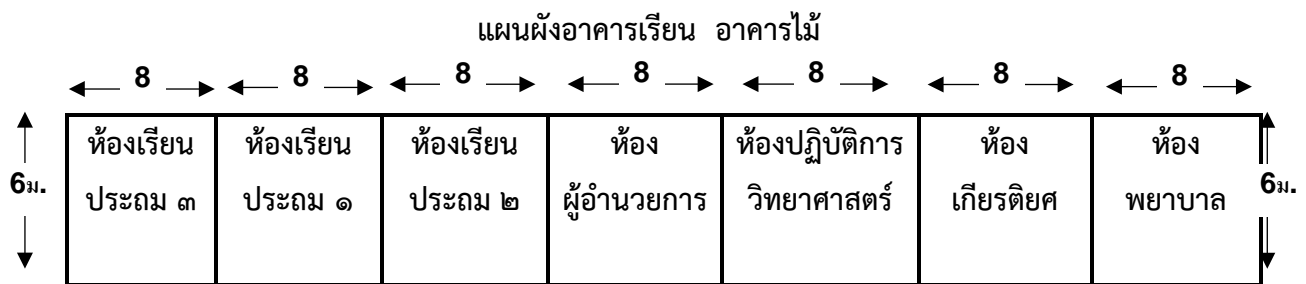 แผนผังอาคารเรียน อาคารไม้
8 8 8 8 8 8 8
6ม. 6ม.
ห้องเรียน ห้องเรียน ห้องเรียน ห้อง ห้องปฏิบัติการ ห้อง ห้อง
ประถม ๓ ประถม ๑ ประถม ๒ ผู้อำนวยการ วิทยาศาสตร์ เกียรติยศ พยาบาล